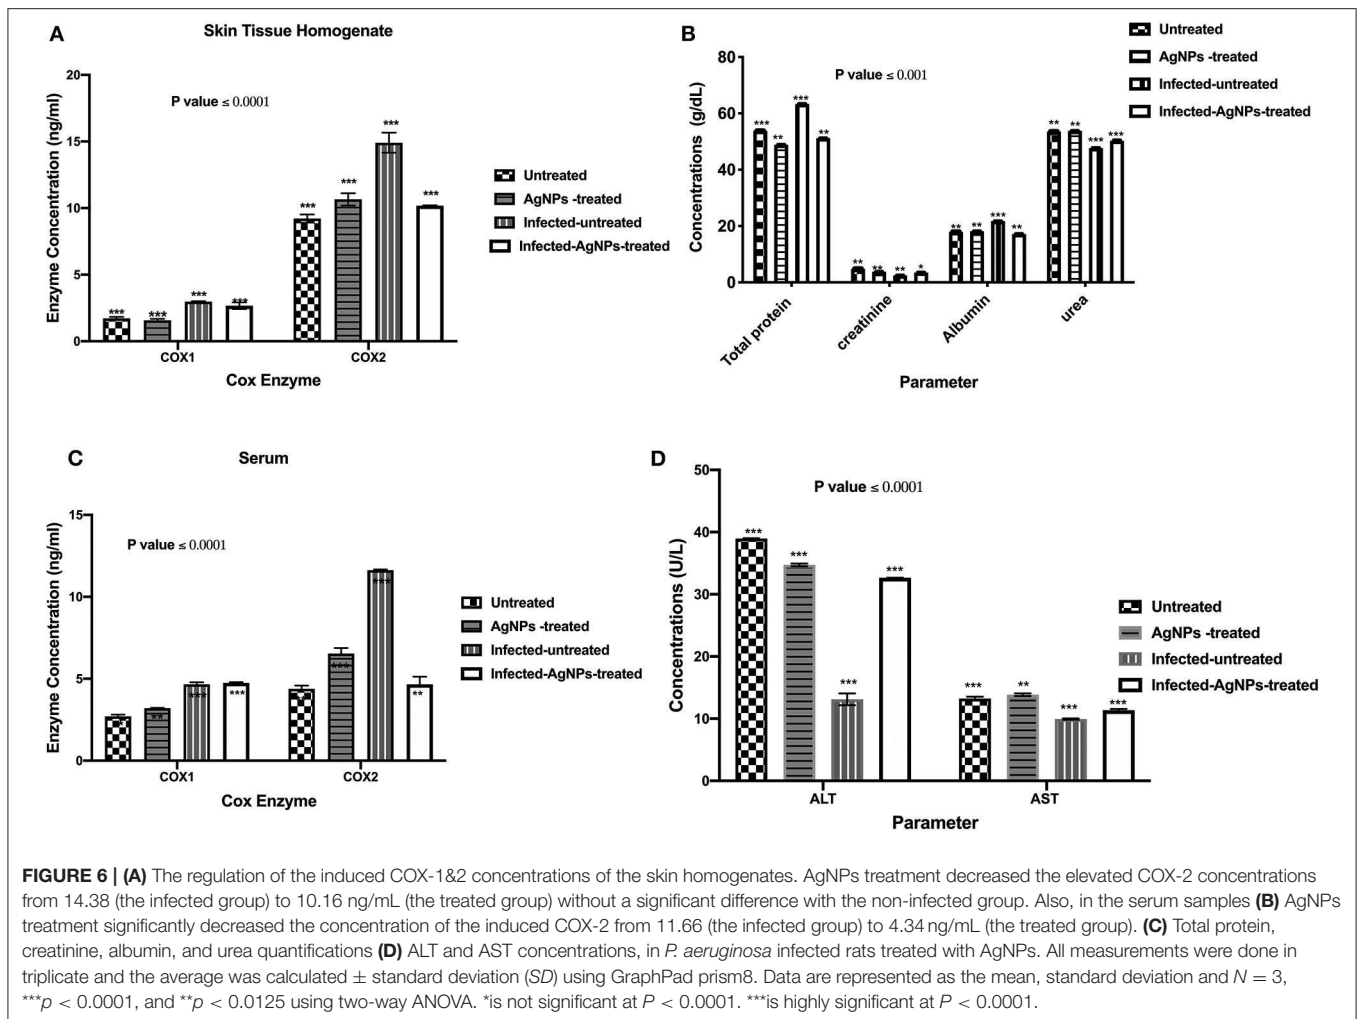 A
Skin Tissue Homogenate
P value ≤ 0.0001
Enzyme Concentration (ng/ml)
20
15
10
5
0
***
***
***
***
***
***
***
***
COX1
COX2
Cox Enzyme
Untreated
AgNPs -treated
Infected-untreated
Infected-AgNPs-treated
B
P value ≤ 0.001
Concentrations (g/dL)
80
60
40
20
0
***
**
***
**
**
**
**
*
**
**
***
**
**
**
***
***
Total protein
creatinine
Albumin
urea
Parameter
Untreated
AgNPs -treated
Infected-untreated
Infected-AgNPs-treated
C
Serum
P value ≤ 0.0001
Enzyme Concentration (ng/ml)
15
10
5
0
**
***
***
***
***
**
COX1
COX2
Cox Enzyme
Untreated
AgNPs -treated
Infected-untreated
Infected-AgNPs-treated
D
P value ≤ 0.0001
Concentrations (U/L)
50
40
30
20
10
0
***
***
***
***
***
**
***
***
ALT
AST
Parameter
Untreated
AgNPs -treated
Infected-untreated
Infected-AgNPs-treated
FIGURE 6 | (A) The regulation of the induced COX-1&2 concentrations of the skin homogenates. AgNPs treatment decreased the elevated COX-2 concentrations
from 14.38 (the infected group) to 10.16 ng/mL (the treated group) without a significant difference with the non-infected group. Also, in the serum samples (B) AgNPs
treatment significantly decreased the concentration of the induced COX-2 from 11.66 (the infected group) to 4.34 ng/mL (the treated group). (C) Total protein,
creatinine, albumin, and urea quantifications (D) ALT and AST concentrations, in P. aeruginosa infected rats treated with AgNPs. All measurements were done in
triplicate and the average was calculated ± standard deviation (SD) using GraphPad prism8. Data are represented as the mean, standard deviation and N = 3,
***p < 0.0001, and **p < 0.0125 using two-way ANOVA. *is not significant at P < 0.0001. ***is highly significant at P < 0.0001.